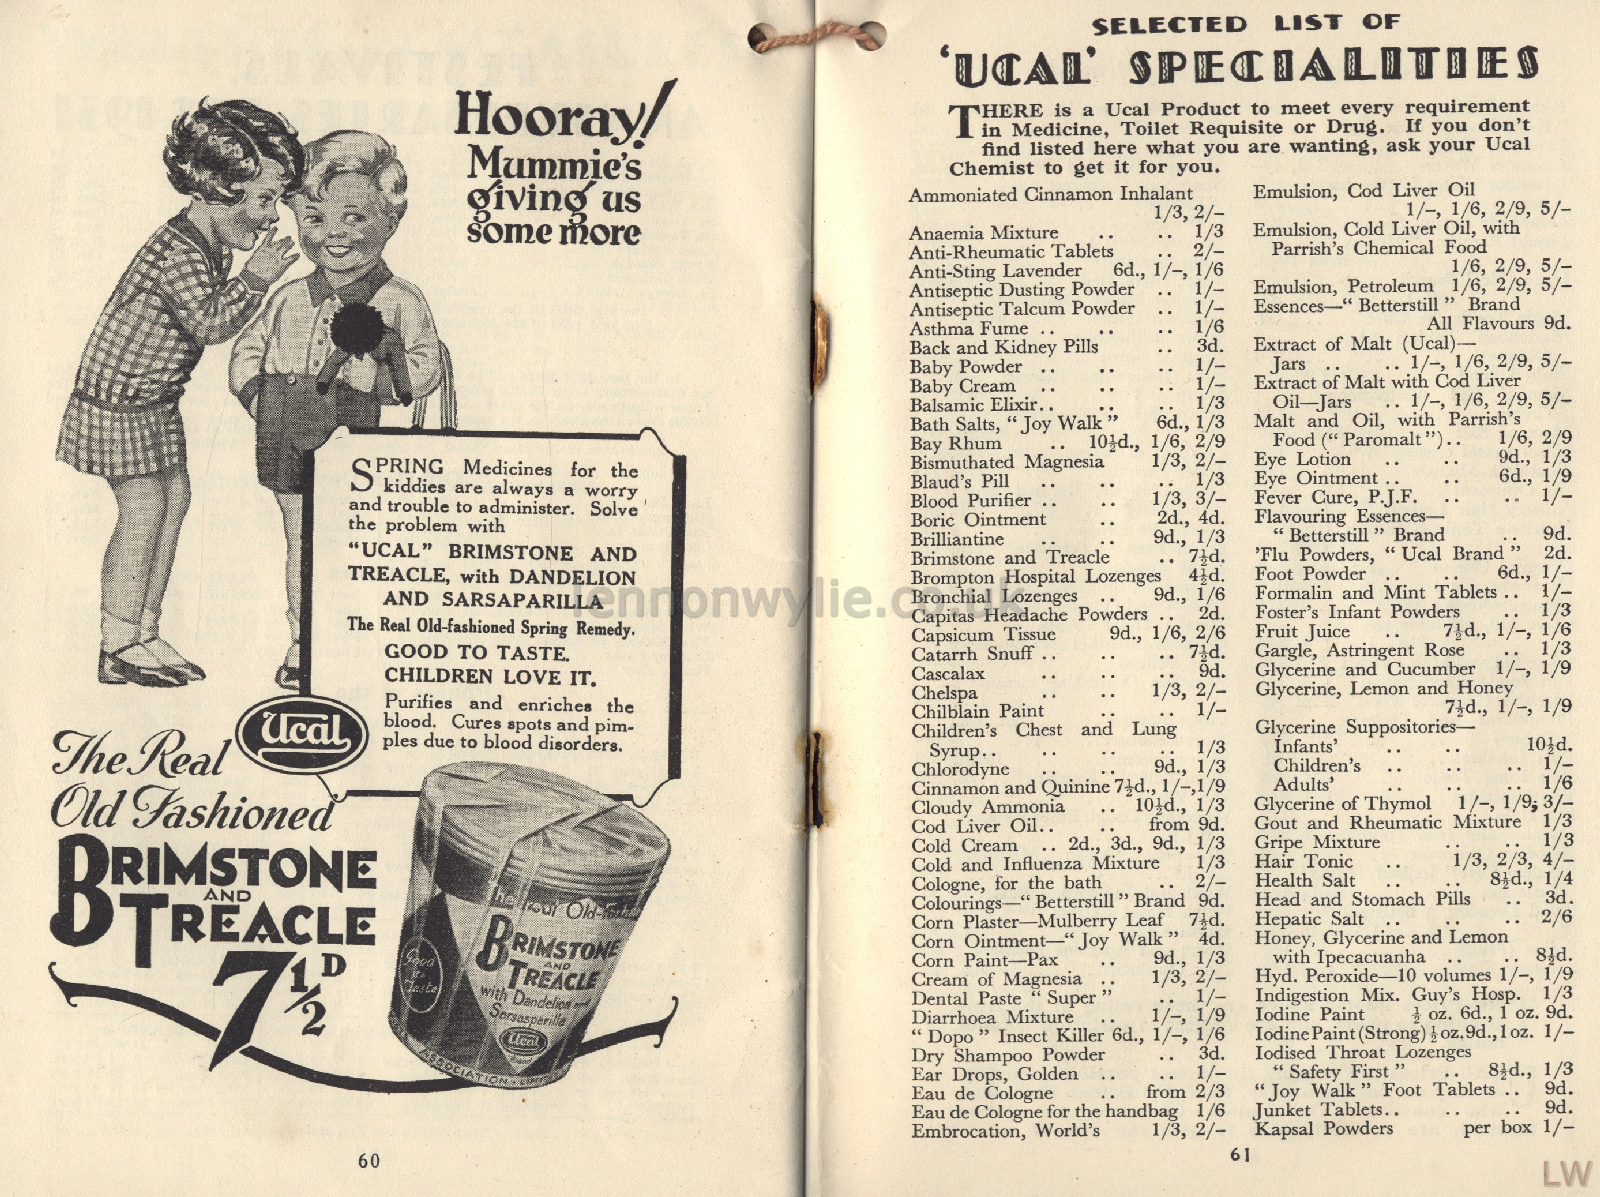 Hooray!
Mummie's
giving us
some more
SPRING Medicines for the
kiddies are always a worry
and trouble to administer. Solve
the problem with
"UCAL" BRIMSTONE AND
TREACLE, with DANDELION
AND SARSAPARILLA
The Real Old-fashioned Spring Remedy.
GOOD TO TASTE.
CHILDREN LOVE IT.
Purifies and enriches the
blood. Cures spots and pim-
ples due to blood disorders.
Ucal
The Real
Old Fashioned
BRIMSTONE
AND
TREACLE
7½D
The Real Old-
BRIMSTONE
AND
TREACLE
with Dandelion and
Sarsaparilla
Good
to
Taste
Ucal
60
SELECTED LIST OF
'UCAL' SPECIALITIES
THERE is a Ucal Product to meet every requirement
in Medicine, Toilet Requisite or Drug. If you don't
find listed here what you are wanting, ask your Ucal
Chemist to get it for you.
Ammoniated Cinnamon Inhalant
1/3, 2/-
Anaemia Mixture .. .. 1/3
Anti-Rheumatic Tablets .. 2/-
Anti-Sting Lavender 6d., 1/-, 1/6
Antiseptic Dusting Powder .. 1/-
Antiseptic Talcum Powder .. 1/-
Asthma Fume .. .. .. 1/6
Back and Kidney Pills .. 3d.
Baby Powder .. .. .. 1/-
Baby Cream .. .. .. 1/-
Balsamic Elixir.. .. .. 1/3
Bath Salts, "Joy Walk" 6d., 1/3
Bay Rhum .. 10½d., 1/6, 2/9
Bismuthated Magnesia 1/3, 2/-
Blaud's Pill .. .. .. 1/3
Blood Purifier .. .. 1/3, 3/-
Boric Ointment .. 2d., 4d.
Brilliantine .. .. 9d., 1/3
Brimstone and Treacle .. 7½d.
Brompton Hospital Lozenges 4½d.
Bronchial Lozenges .. 9d., 1/6
Capitas Headache Powders .. 2d.
Capsicum Tissue 9d., 1/6, 2/6
Catarrh Snuff .. .. .. 7½d.
Cascalax .. .. .. 9d.
Chelspa .. .. 1/3, 2/-
Chilblain Paint .. .. 1/-
Children's Chest and Lung
Syrup.. .. .. .. 1/3
Chlorodyne .. .. 9d., 1/3
Cinnamon and Quinine 7½d., 1/-, 1/9
Cloudy Ammonia .. 10½d., 1/3
Cod Liver Oil.. .. from 9d.
Cold Cream .. 2d., 3d., 9d., 1/3
Cold and Influenza Mixture 1/3
Cologne, for the bath .. 2/-
Colourings—"Betterstill" Brand 9d.
Corn Plaster—Mulberry Leaf 7½d.
Corn Ointment—"Joy Walk" 4d.
Corn Paint—Pax .. 9d., 1/3
Cream of Magnesia .. 1/3, 2/-
Dental Paste "Super" .. 1/-
Diarrhoea Mixture .. 1/-, 1/9
"Dopo" Insect Killer 6d., 1/-, 1/6
Dry Shampoo Powder .. 3d.
Ear Drops, Golden .. .. 1/-
Eau de Cologne .. from 2/3
Eau de Cologne for the handbag 1/6
Embrocation, World's 1/3, 2/-
Emulsion, Cod Liver Oil
1/-, 1/6, 2/9, 5/-
Emulsion, Cold Liver Oil, with
Parrish's Chemical Food
1/6, 2/9, 5/-
Emulsion, Petroleum 1/6, 2/9, 5/-
Essences—"Betterstill" Brand
All Flavours 9d.
Extract of Malt (Ucal)—
Jars .. .. 1/-, 1/6, 2/9, 5/-
Extract of Malt with Cod Liver
Oil—Jars .. 1/-, 1/6, 2/9, 5/-
Malt and Oil, with Parrish's
Food ("Paromalt").. 1/6, 2/9
Eye Lotion .. .. 9d., 1/3
Eye Ointment .. .. 6d., 1/9
Fever Cure, P.J.F. .. .. 1/-
Flavouring Essences—
"Betterstill" Brand .. 9d.
'Flu Powders, "Ucal Brand" 2d.
Foot Powder .. .. 6d., 1/-
Formalin and Mint Tablets .. 1/-
Foster's Infant Powders .. 1/3
Fruit Juice .. 7½d., 1/-, 1/6
Gargle, Astringent Rose .. 1/3
Glycerine and Cucumber 1/-, 1/9
Glycerine, Lemon and Honey
7½d., 1/-, 1/9
Glycerine Suppositories—
Infants' .. .. 10½d.
Children's .. .. .. 1/-
Adults' .. .. .. 1/6
Glycerine of Thymol 1/-, 1/9, 3/-
Gout and Rheumatic Mixture 1/3
Gripe Mixture .. .. 1/3
Hair Tonic .. 1/3, 2/3, 4/-
Health Salt .. .. 8½d., 1/4
Head and Stomach Pills .. 3d.
Hepatic Salt .. .. .. 2/6
Honey, Glycerine and Lemon
with Ipecacuanha .. .. 8½d.
Hyd. Peroxide—10 volumes 1/-, 1/9
Indigestion Mix. Guy's Hosp. 1/3
Iodine Paint ½ oz. 6d., 1 oz. 9d.
Iodine Paint (Strong) ½ oz. 9d., 1 oz. 1/-
Iodised Throat Lozenges
"Safety First" .. 8½d., 1/3
"Joy Walk" Foot Tablets .. 9d.
Junket Tablets.. .. .. 9d.
Kapsal Powders per box 1/-
61
lennonwylie.co.uk
LW